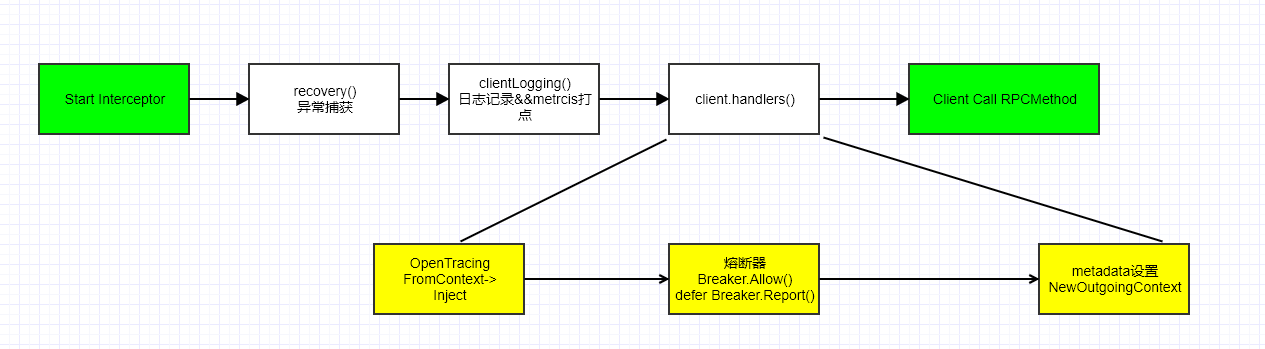 Start Interceptor
recovery()
异常捕获
clientLogging()
日志记录&&metrcis打
点
client.handlers()
Client Call RPCMethod
OpenTracing
FromContext->
Inject
熔断器
Breaker.Allow()
defer Breaker.Report()
metadata设置
NewOutgoingContext